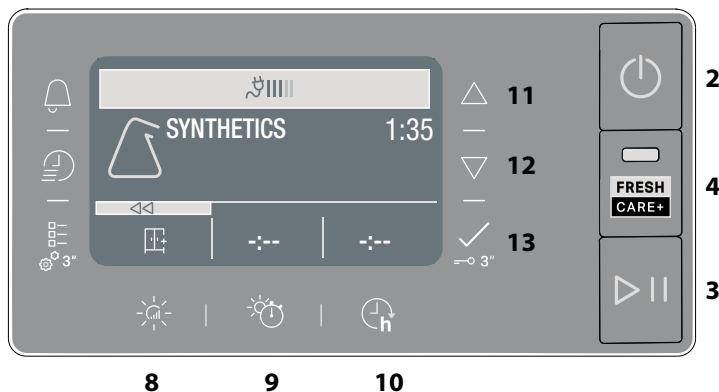 2
11
SYNTHETICS 1:35
12
4
FRESH
CARE+
-:-- -:--
13
3" 3"
3
h
8 9 10